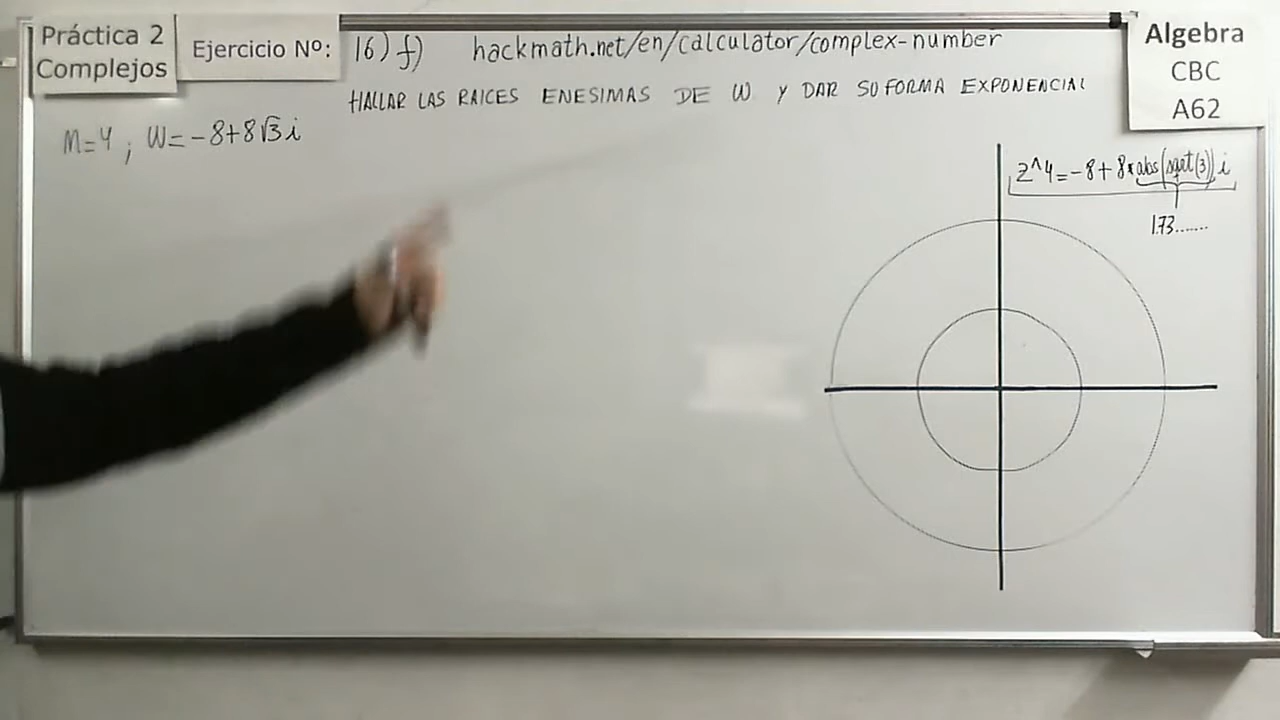 Práctica 2
Complejos
Ejercicio Nº:
16) f) hackmath.net/en/calculator/complex-number
HALLAR LAS RAICES ENESIMAS DE W Y DAR SU FORMA EXPONENCIAL
Algebra
CBC
A62
M=4 ; W=-8+8√3 i
z^4=-8+8*abs(sqrt(3))i
1.73.......